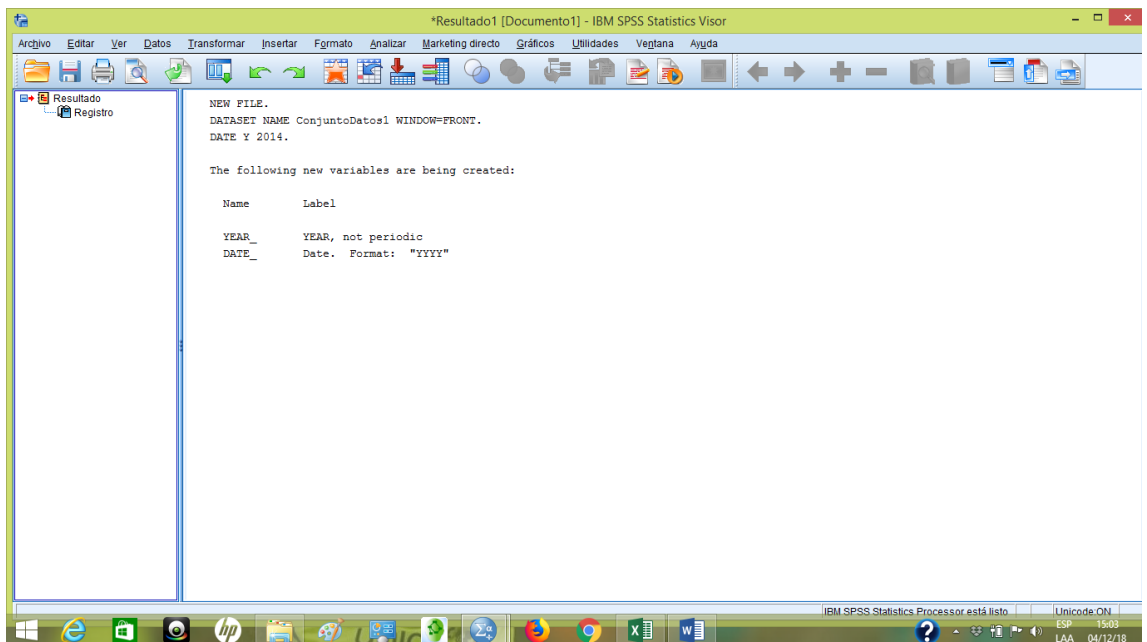 *Resultado1 [Documento1] - IBM SPSS Statistics Visor
Archivo Editar Ver Datos Transformar Insertar Formato Analizar Marketing directo Gráficos Utilidades Ventana Ayuda
Resultado
Registro
NEW FILE.
DATASET NAME ConjuntoDatos1 WINDOW=FRONT.
DATE Y 2014.
The following new variables are being created:
Name Label
YEAR_ YEAR, not periodic
DATE_ Date. Format: "YYYY"
IBM SPSS Statistics Processor está listo Unicode:ON
ESP 15:03
LAA 04/12/18